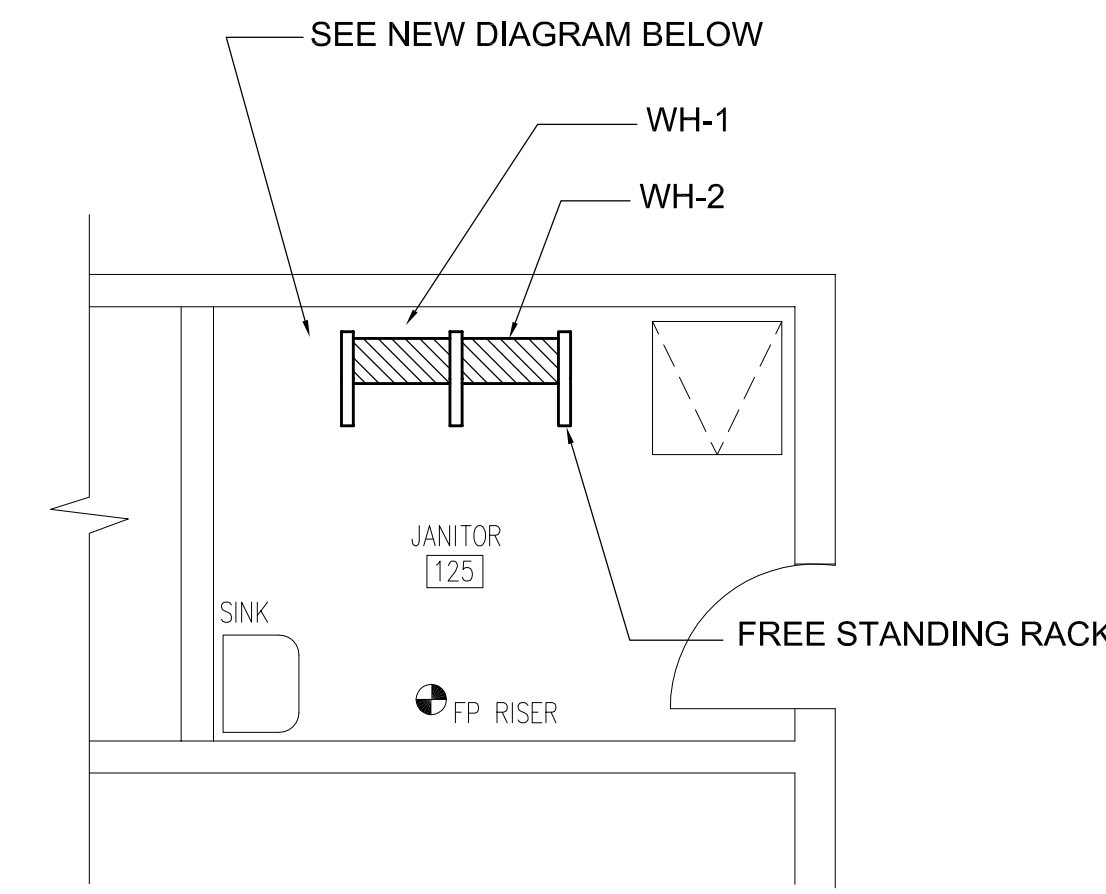 SEE NEW DIAGRAM BELOW
WH-1
WH-2
JANITOR
125
SINK
FREE STANDING RACK
FP RISER